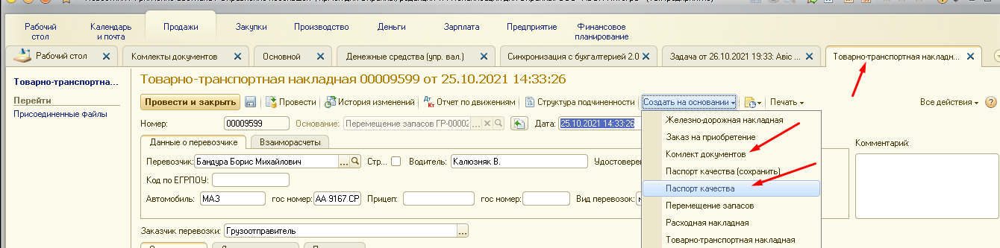 Рабочий стол
Календарь и почта
Продажи
Закупки
Производство
Деньги
Зарплата
Предприятие
Финансовое планирование
Рабочий стол
Комлекты документов
Основной
Денежные средства (упр. вал.)
Синхронизация с бухгалтерией 2.0
Задача от 26.10.2021 19:33: Авіс ...
Товарно-транспортная накладн...
Товарно-транспортна...
Перейти
Присоединенные файлы
Товарно-транспортная накладная 00009599 от 25.10.2021 14:33:26
Провести и закрыть
Провести
История изменений
Дт Кт Отчет по движениям
Структура подчиненности
Создать на основании
Печать
Все действия
Номер: 00009599
Основание: Перемещение запасов ГР-00002 ...
Дата: 25.10.2021 14:33:26
Данные о перевозчике
Взаиморасчеты
Перевозчик: Бандура Борис Михайлович ...
Стр...
Водитель: Калюзняк В.
Удостовере
Код по ЕГРПОУ:
Автомобиль: МАЗ
гос номер: АА 9167 СР
Прицеп:
гос номер:
Вид перевозок:
Заказчик перевозки: Грузоотправитель ...
Железно-дорожная накладная
Заказ на приобретение
Комлект документов
Паспорт качества (сохранить)
Паспорт качества
Перемещение запасов
Расходная накладная
Товарно-транспортная накладная
Комментарий: